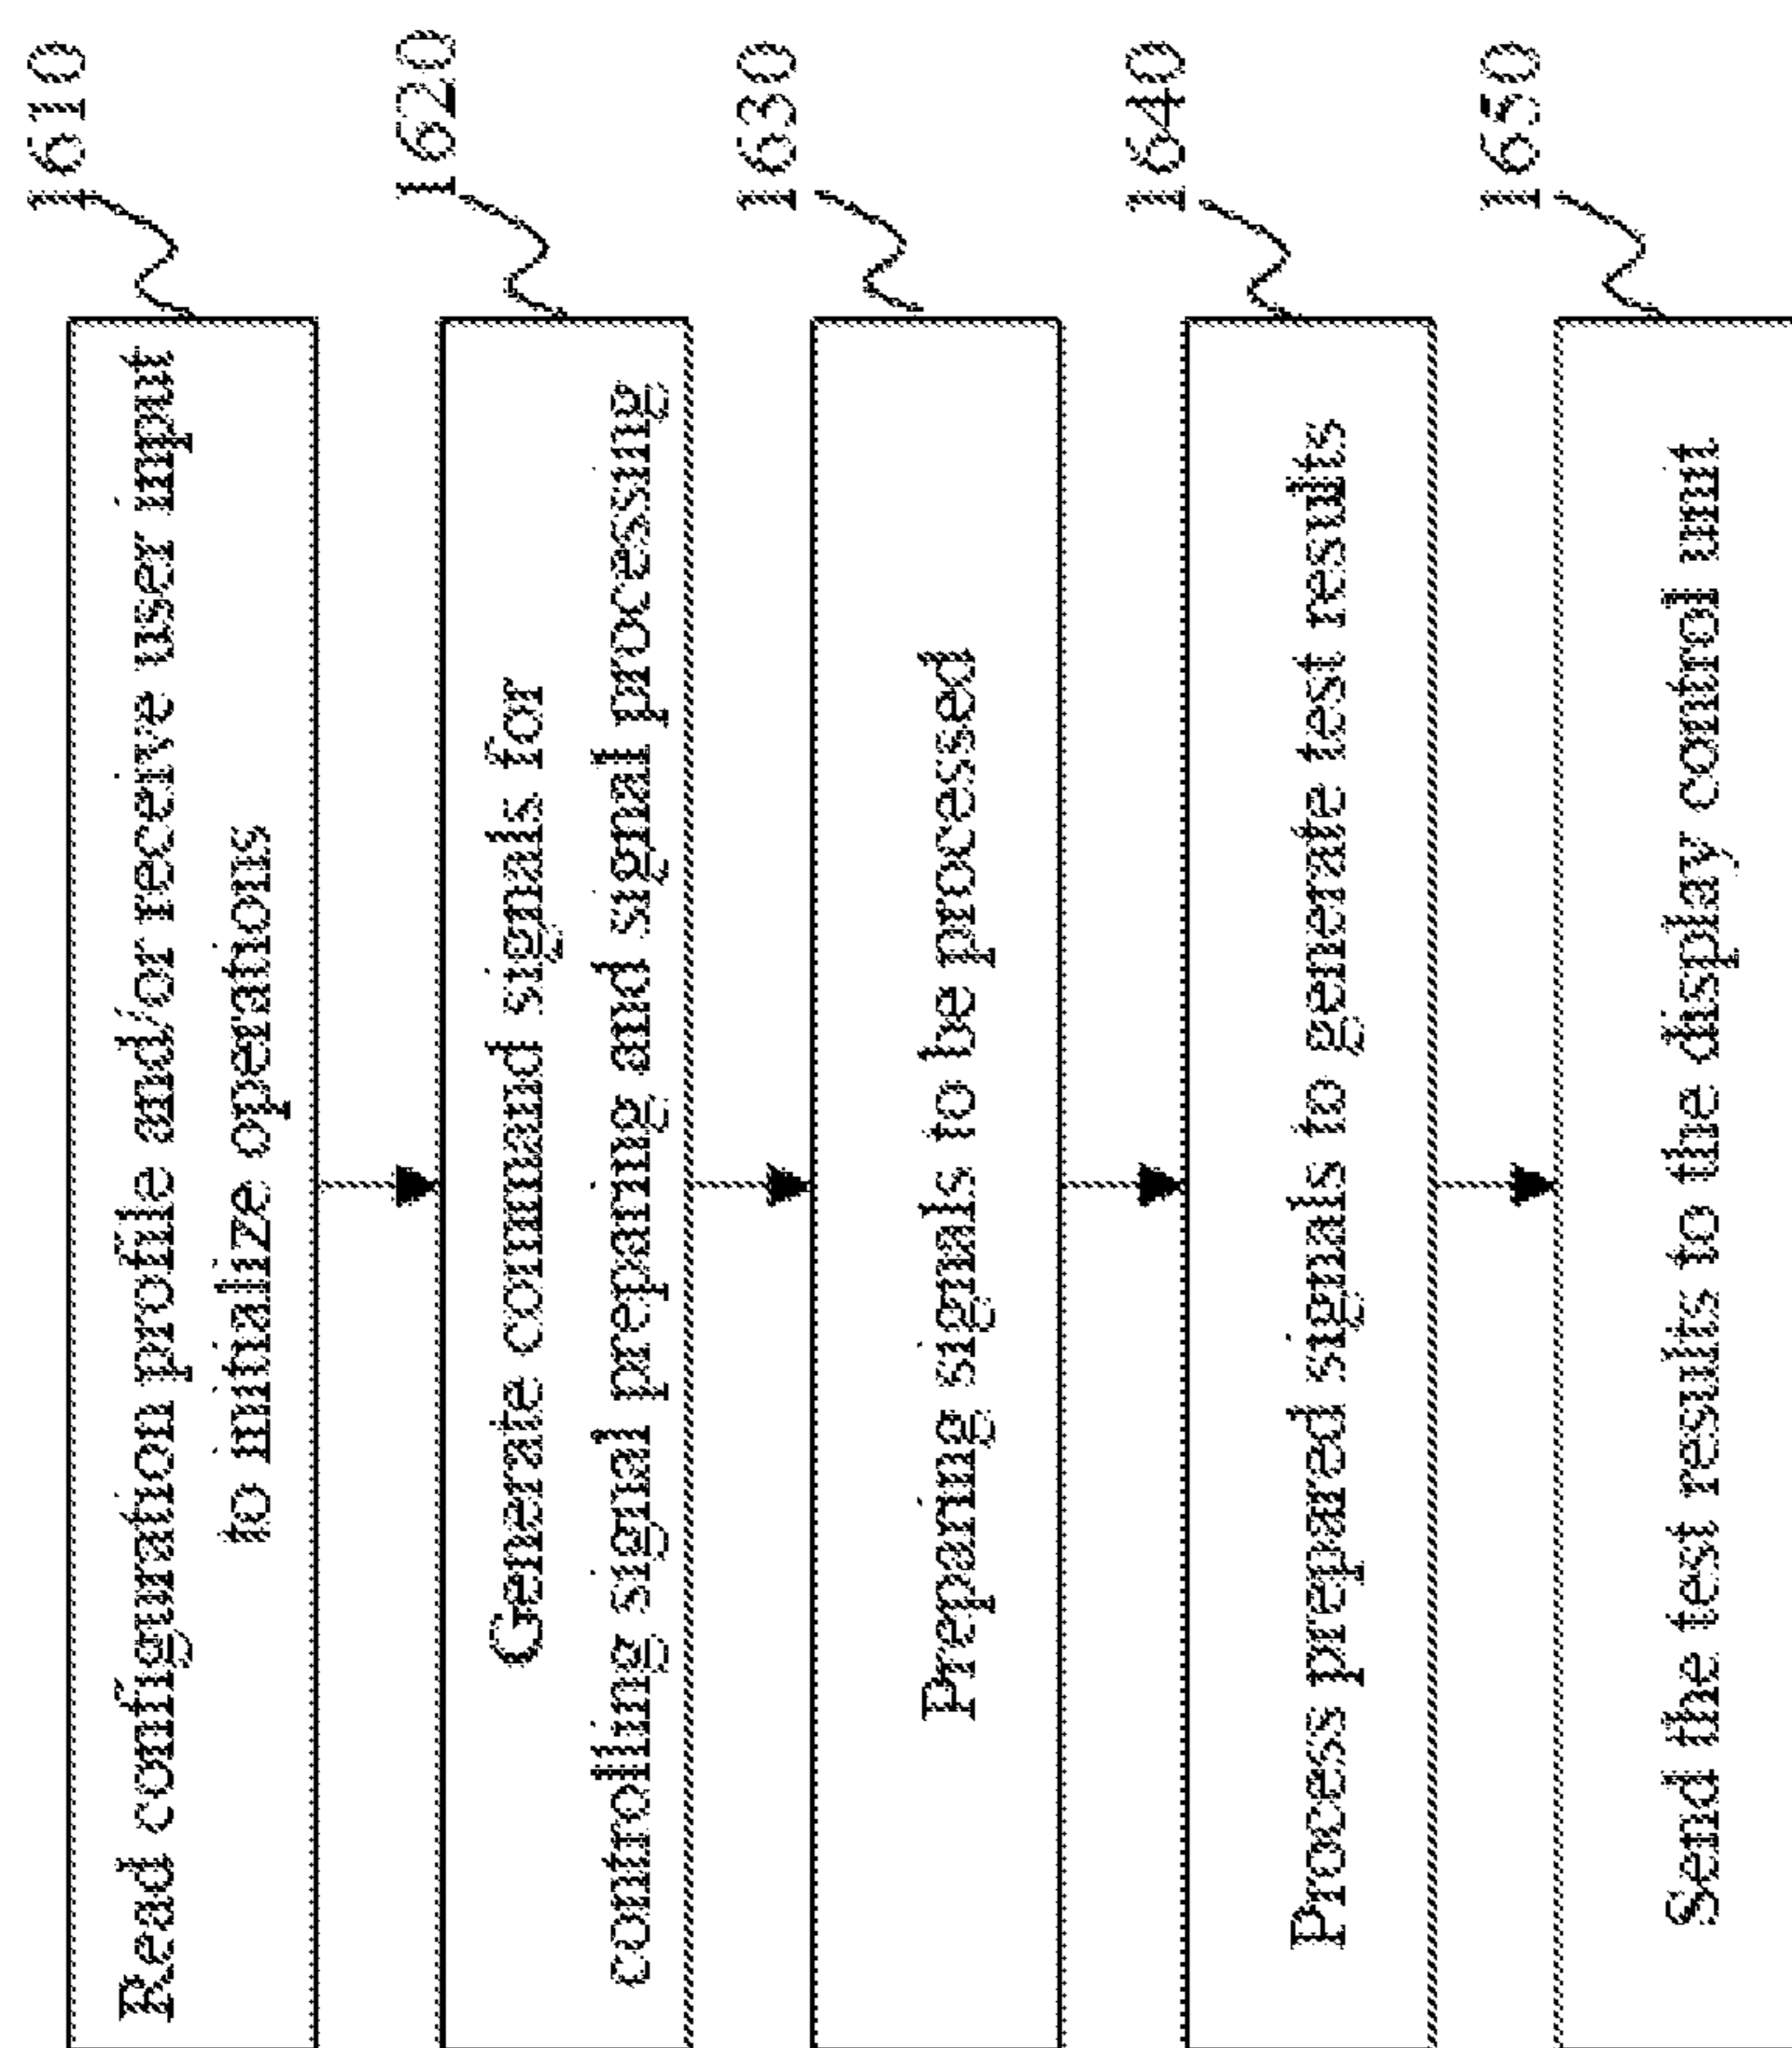 Read configuration profile and/or receive user input
to initialize operations
1610
Generate command signals for
controlling signal preparing and signal processing
1620
Preparing signals to be processed
1630
Process prepared signals to generate test results
1640
Send the test results to the display control unit
1650